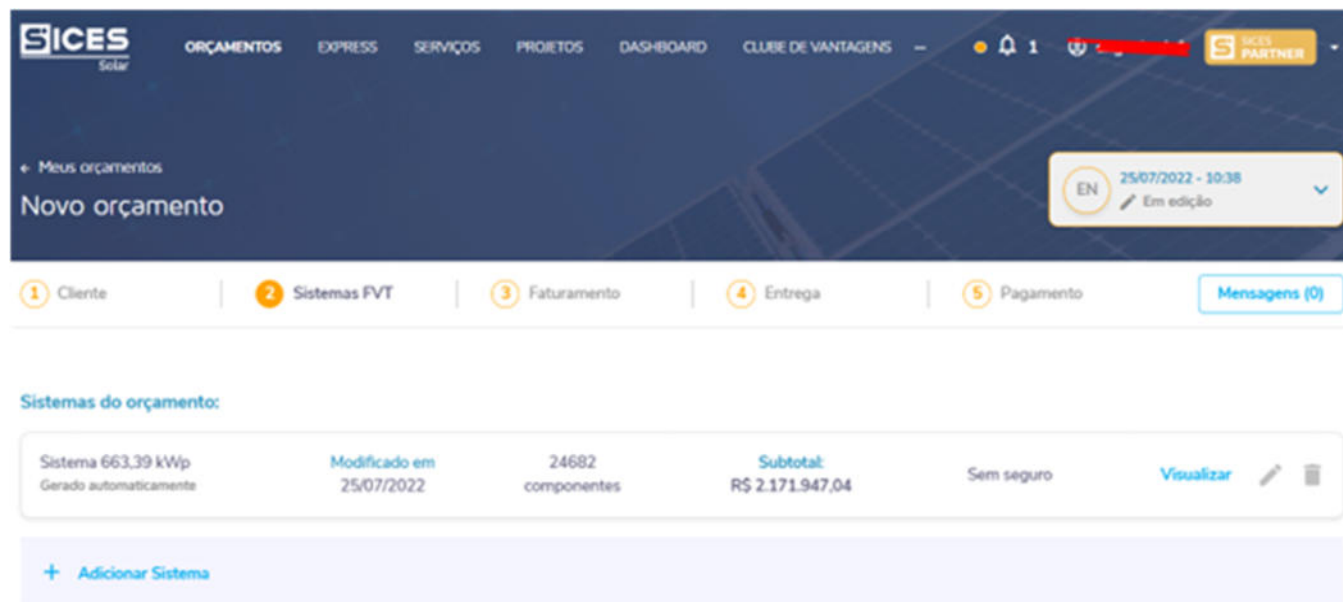 SICES
Solar
ORÇAMENTOS EXPRESS SERVIÇOS PROJETOS DASHBOARD CLUBE DE VANTAGENS – 1
SICES PARTNER
← Meus orçamentos
Novo orçamento
EN
25/07/2022 - 10:38
Em edição
1 Cliente 2 Sistemas FVT 3 Faturamento 4 Entrega 5 Pagamento Mensagens (0)
Sistemas do orçamento:
Sistema 663,39 kWp
Gerado automaticamente
Modificado em
25/07/2022
24682
componentes
Subtotal:
R$ 2.171.947,04
Sem seguro
Visualizar
+ Adicionar Sistema